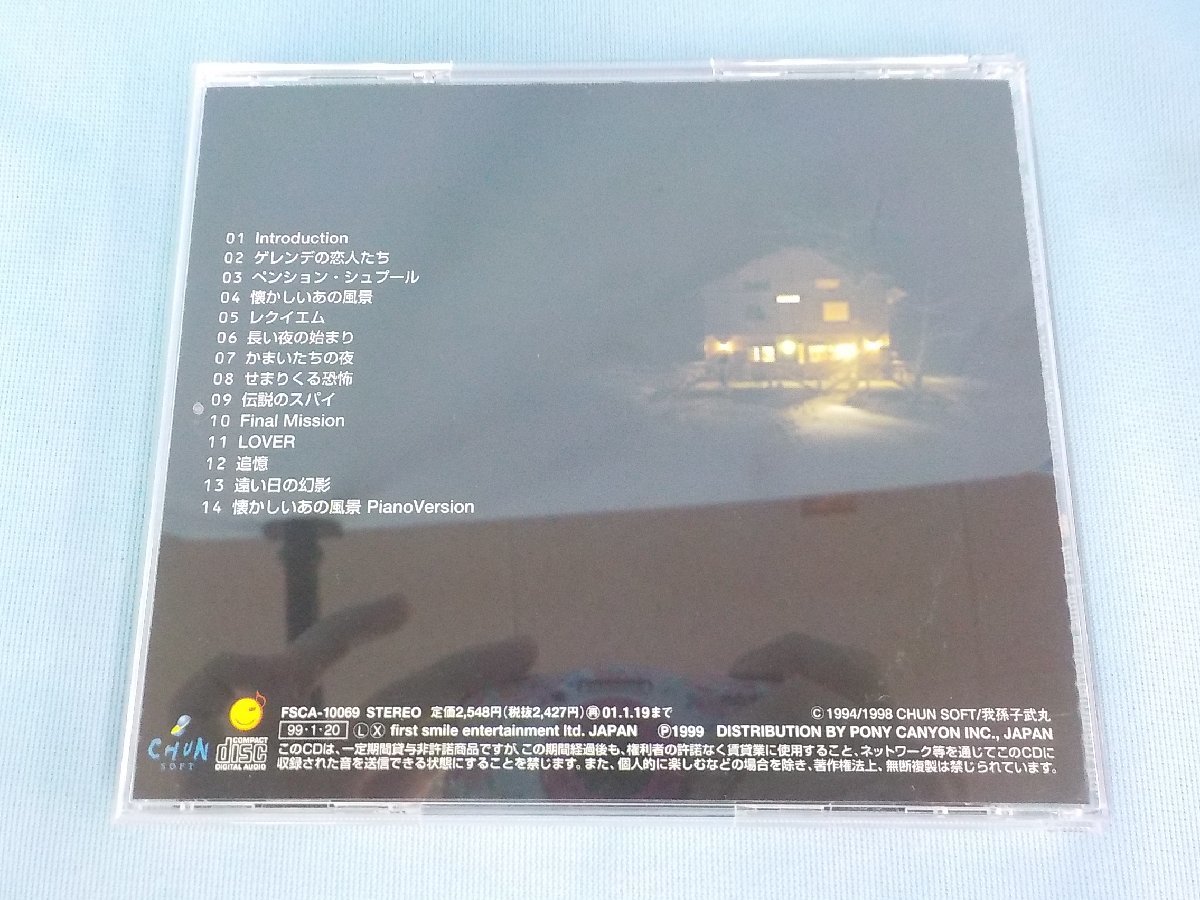 01 Introduction
02 ゲレンデの恋人たち
03 ペンション・シュプール
04 懐かしいあの風景
05 レクイエム
06 長い夜の始まり
07 かまいたちの夜
08 せまりくる恐怖
09 伝説のスパイ
10 Final Mission
11 LOVER
12 追憶
13 遠い日の幻影
14 懐かしいあの風景 PianoVersion
FSCA-10069 STEREO 定価2,548円(税抜2,427円)Ⓡ01.1.19まで
Ⓒ1994/1998 CHUN SOFT/我孫子武丸
99・1・20 ⓁⓍ first smile entertainment ltd. JAPAN Ⓟ1999 DISTRIBUTION BY PONY CANYON INC., JAPAN
CHUN
SOFT
COMPACT
disc
DIGITAL AUDIO
このCDは、一定期間貸与非許諾商品ですが、この期間経過後も、権利者の許諾なく賃貸業に使用すること、ネットワーク等を通じてこのCDに
収録された音を送信できる状態にすることを禁じます。また、個人的に楽しむなどの場合を除き、著作権法上、無断複製は禁じられています。